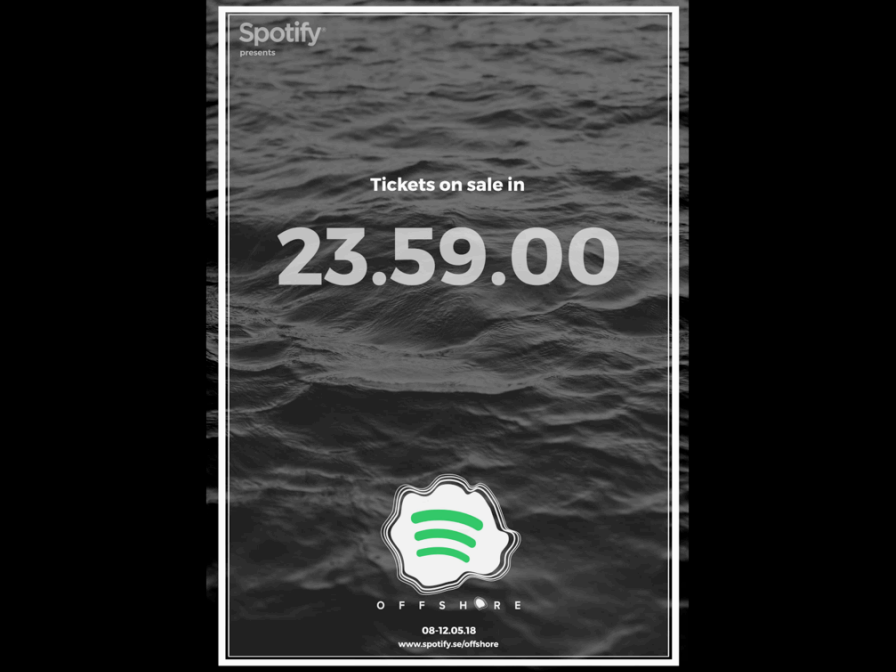 Spotify
presents
Tickets on sale in
23.59.00
OFFSHORE
08-12.05.18
www.spotify.se/offshore